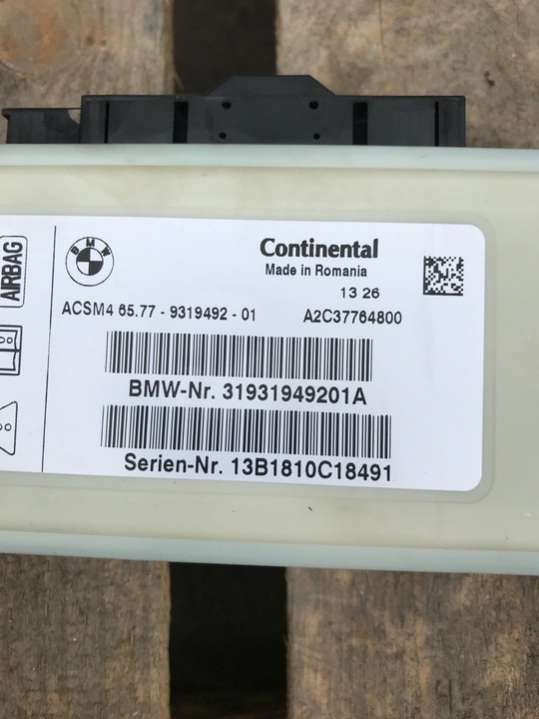 AIRBAG
BMW
Continental
Made in Romania
13 26
ACSM4 65.77 - 9319492 - 01 A2C37764800
BMW-Nr. 31931949201A
Serien-Nr. 13B1810C18491